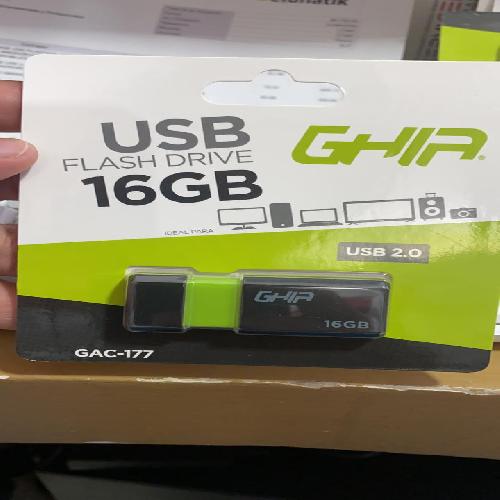 USB
FLASH DRIVE
16GB
GHIA
IDEAL PARA
USB 2.0
GHIA
16GB
GAC-177